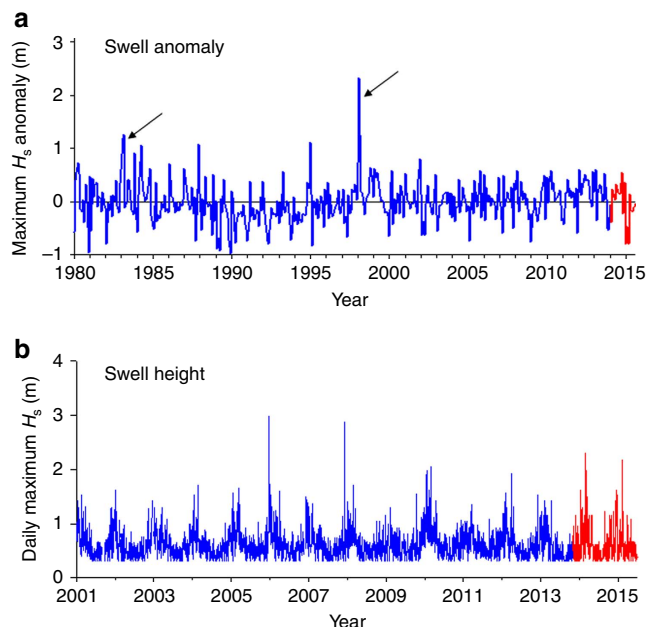 a
Swell anomaly
Maximum Hs anomaly (m)
3
2
1
0
–1
1980 1985 1990 1995 2000 2005 2010 2015
Year
b
Swell height
Daily maximum Hs (m)
4
3
2
1
0
2001 2003 2005 2007 2009 2011 2013 2015
Year